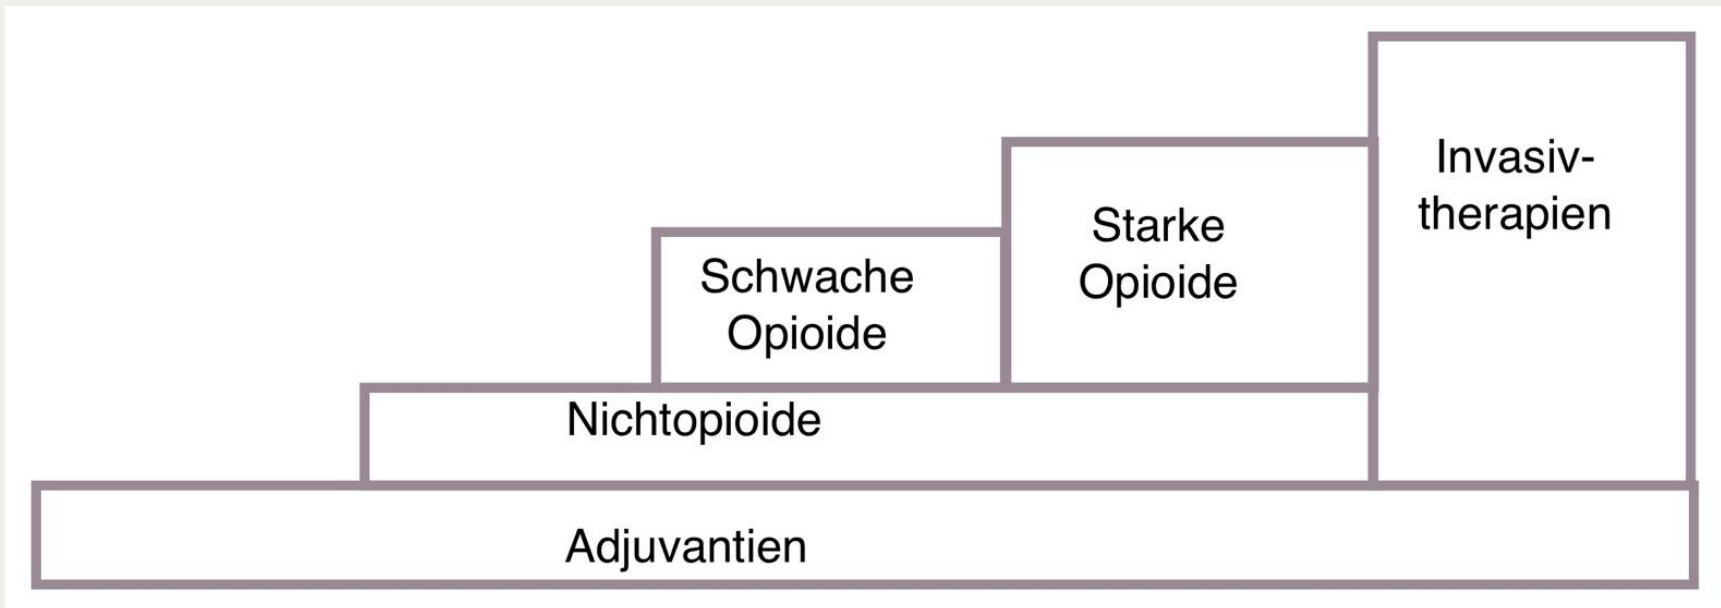 Invasiv-
therapien
Starke
Opioide
Schwache
Opioide
Nichtopioide
Adjuvantien